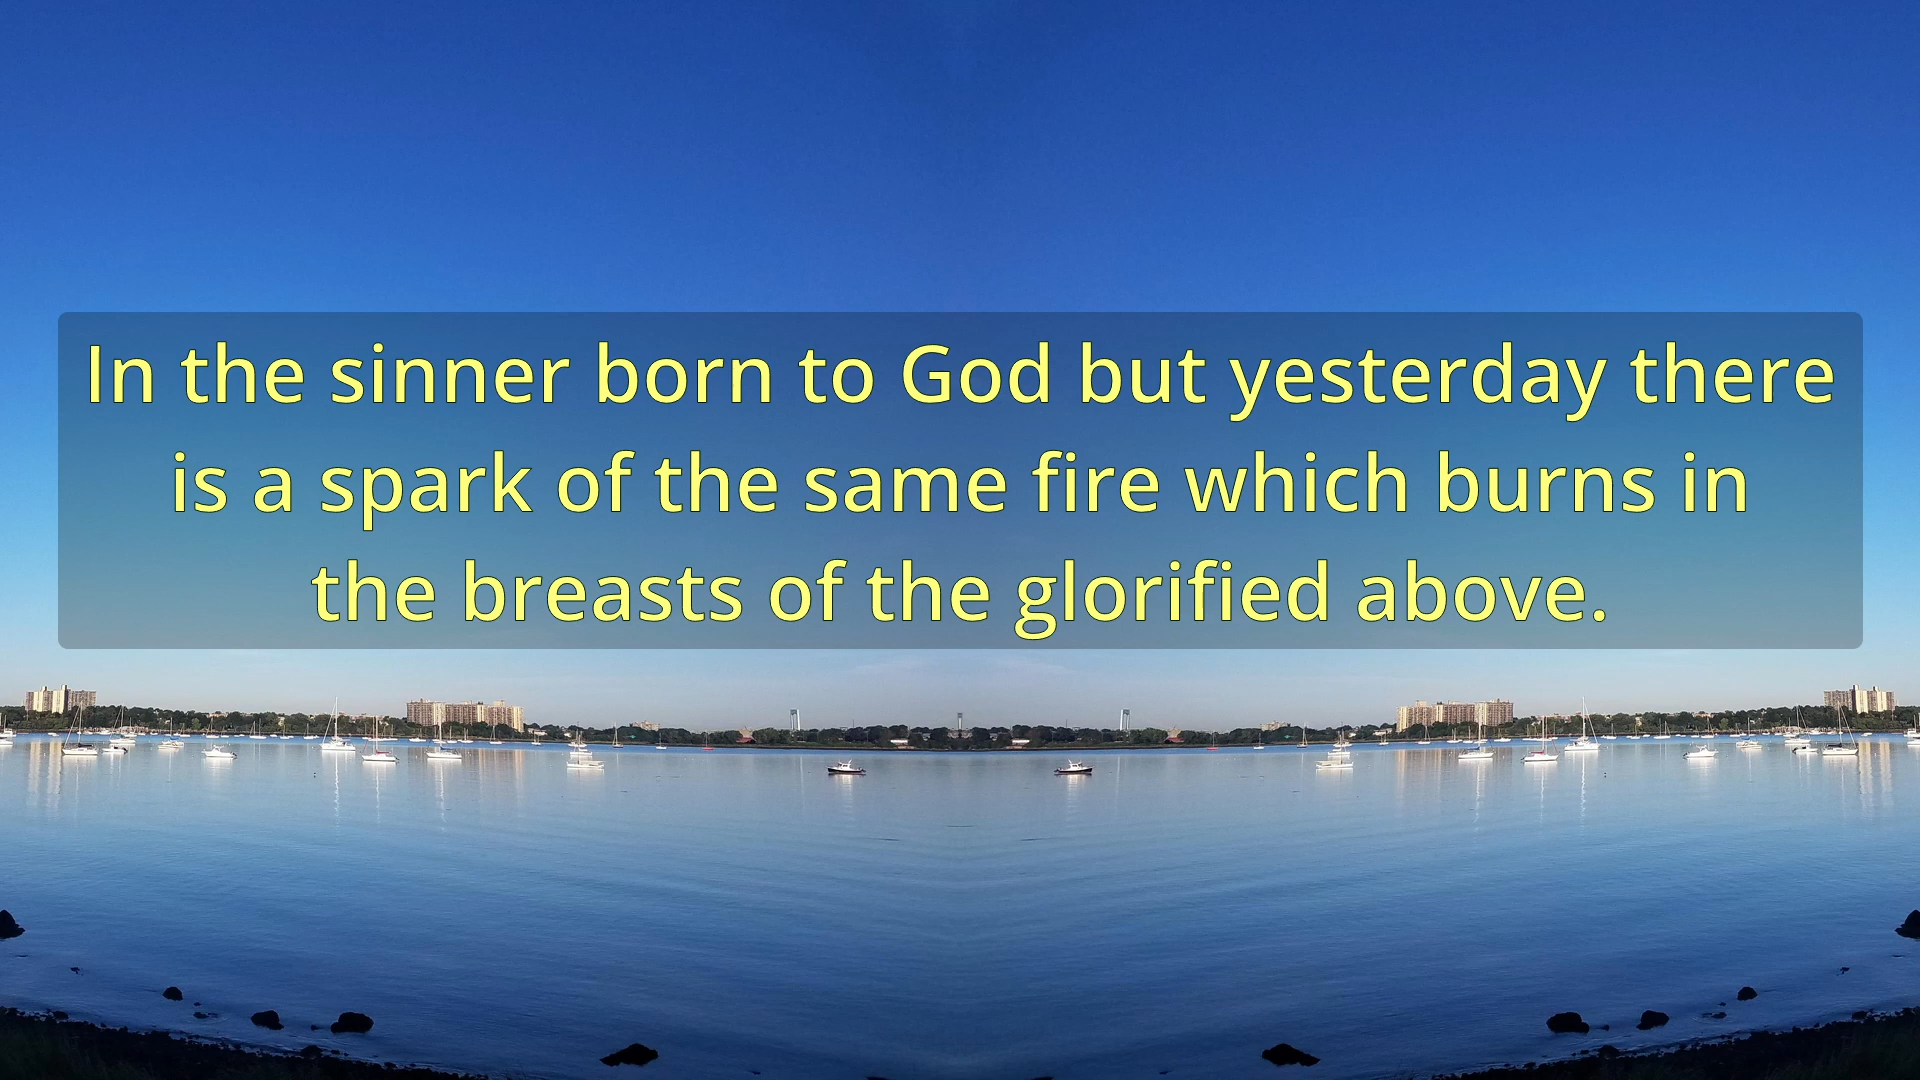 In the sinner born to God but yesterday there
is a spark of the same fire which burns in
the breasts of the glorified above.